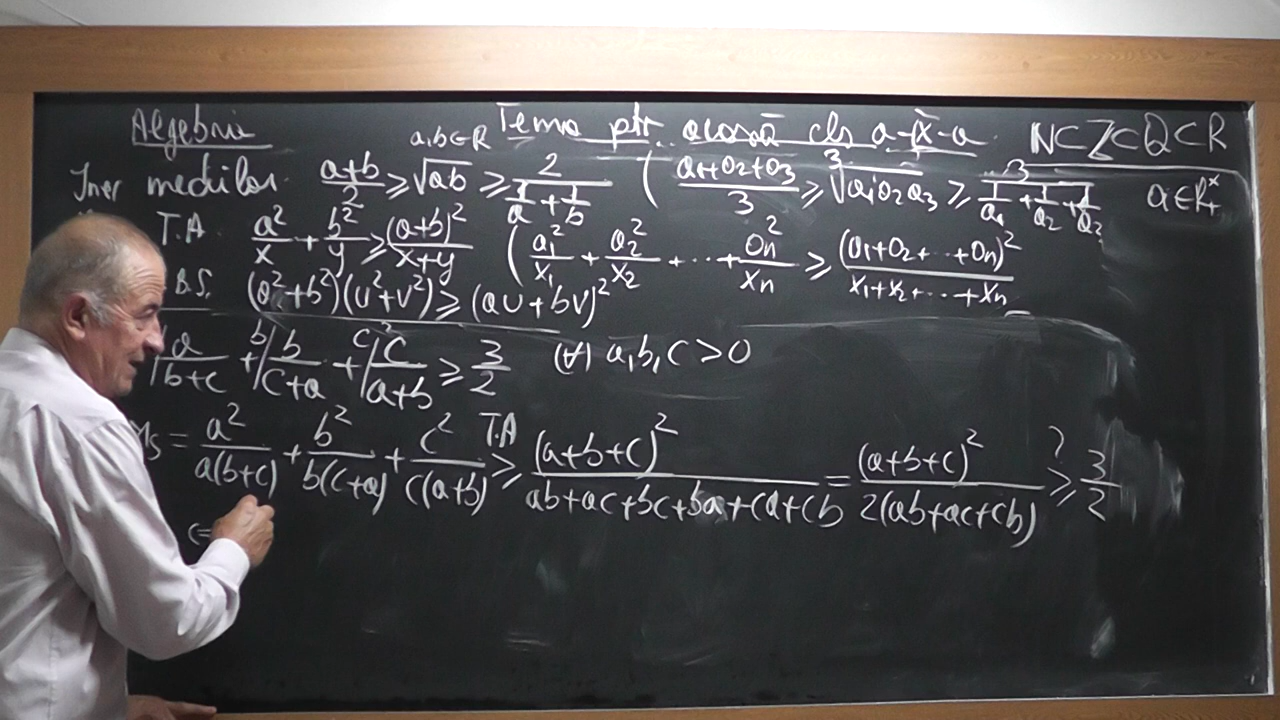 Algebră Tema ptr. acasă cls a-IX-a N⊂Z⊂Q⊂R
Ineg mediilor a,b∈R (a+b)/2 ≥ √ab ≥ 2/(1/a + 1/b) ( (a1+a2+a3)/3 ≥ ∛(a1a2a3) ≥ 3/(1/a1 + 1/a2 + 1/a3) a∈R₊*
T.A a²/x + b²/y ≥ (a+b)²/(x+y) ( a1²/x1 + a2²/x2 + ... + an²/xn ≥ (a1+a2+...+an)²/(x1+x2+...+xn)
B.S. (a²+b²)(u²+v²) ≥ (au+bv)²
a/(b+c) + b/ b/(c+a) + c/ c/(a+b) ≥ 3/2 (∀) a,b,c>0
Ms = a²/(a(b+c)) + b²/(b(c+a)) + c²/(c(a+b)) T.A ≥ (a+b+c)²/(ab+ac+bc+ba+ca+cb) = (a+b+c)²/(2(ab+ac+cb)) ?≥ 3/2
(=